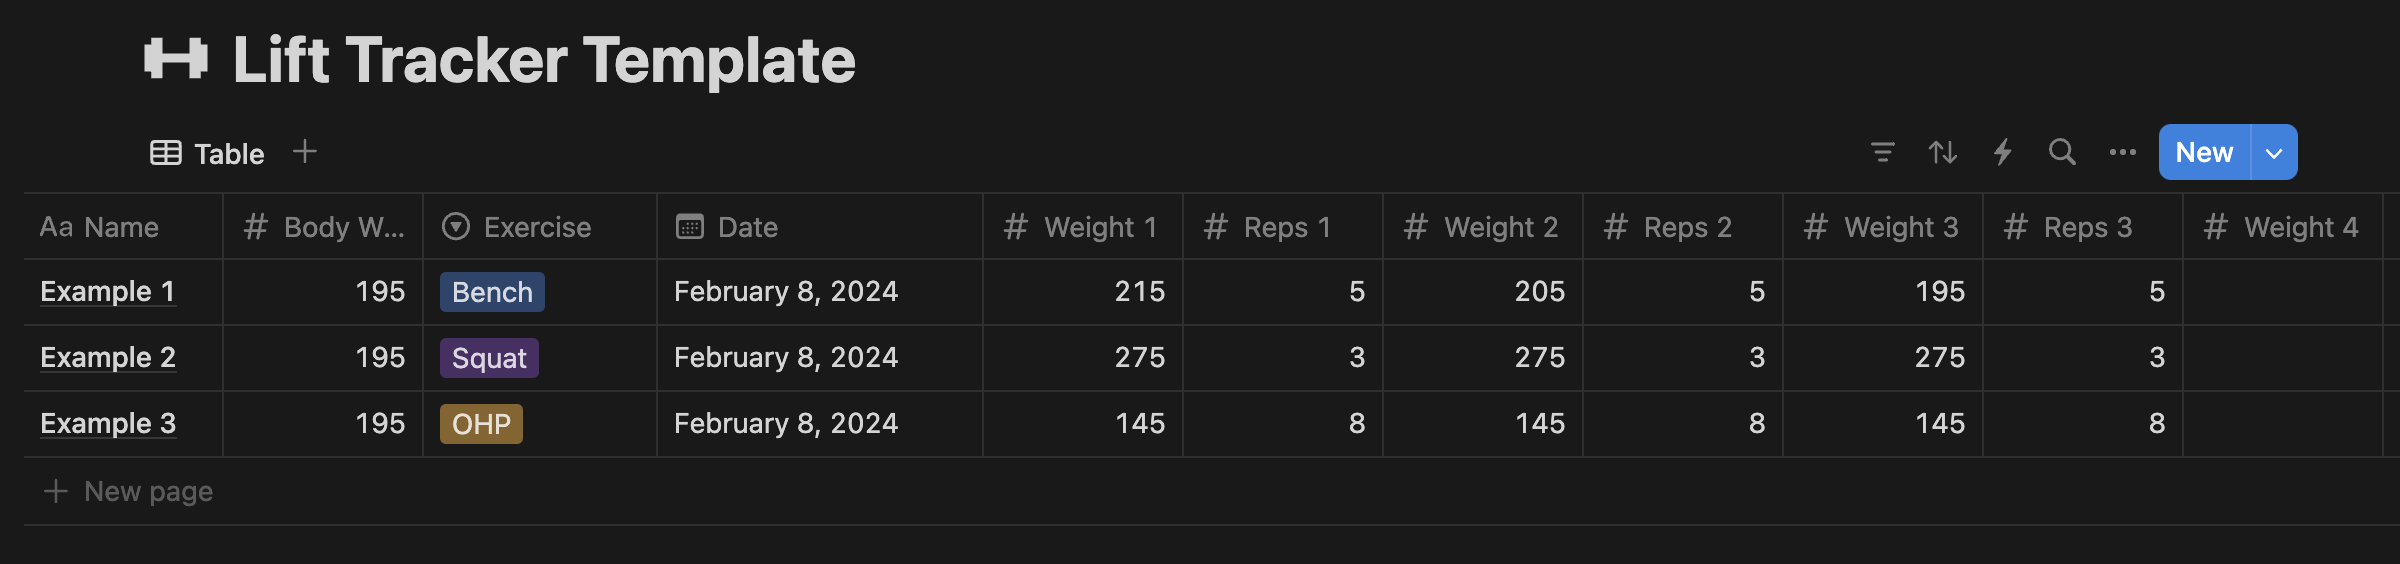 Lift Tracker Template
Table
New
Aa Name # Body W... Exercise Date # Weight 1 # Reps 1 # Weight 2 # Reps 2 # Weight 3 # Reps 3 # Weight 4
Example 1 195 Bench February 8, 2024 215 5 205 5 195 5
Example 2 195 Squat February 8, 2024 275 3 275 3 275 3
Example 3 195 OHP February 8, 2024 145 8 145 8 145 8
+ New page